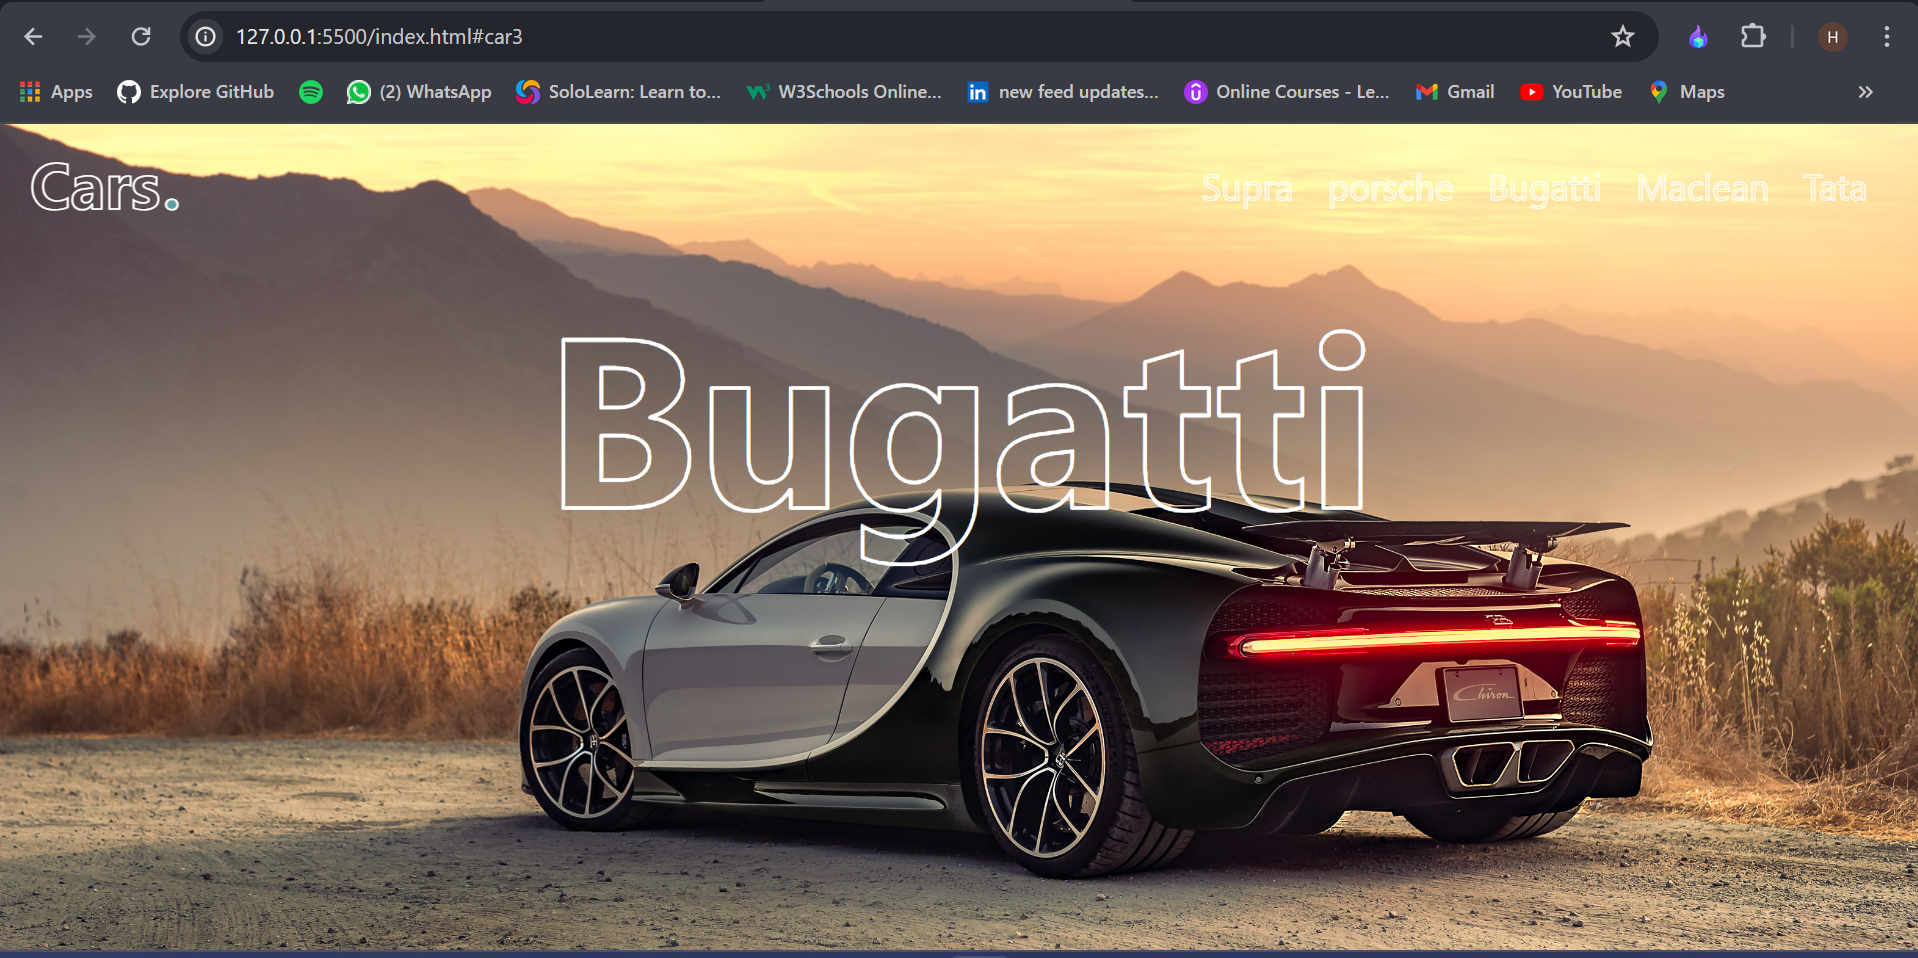 127.0.0.1:5500/index.html#car3
H
Apps Explore GitHub (2) WhatsApp SoloLearn: Learn to... W3Schools Online... new feed updates... Online Courses - Le... Gmail YouTube Maps
Cars.
Supra porsche Bugatti Maclean Tata
Bugatti
Chiron